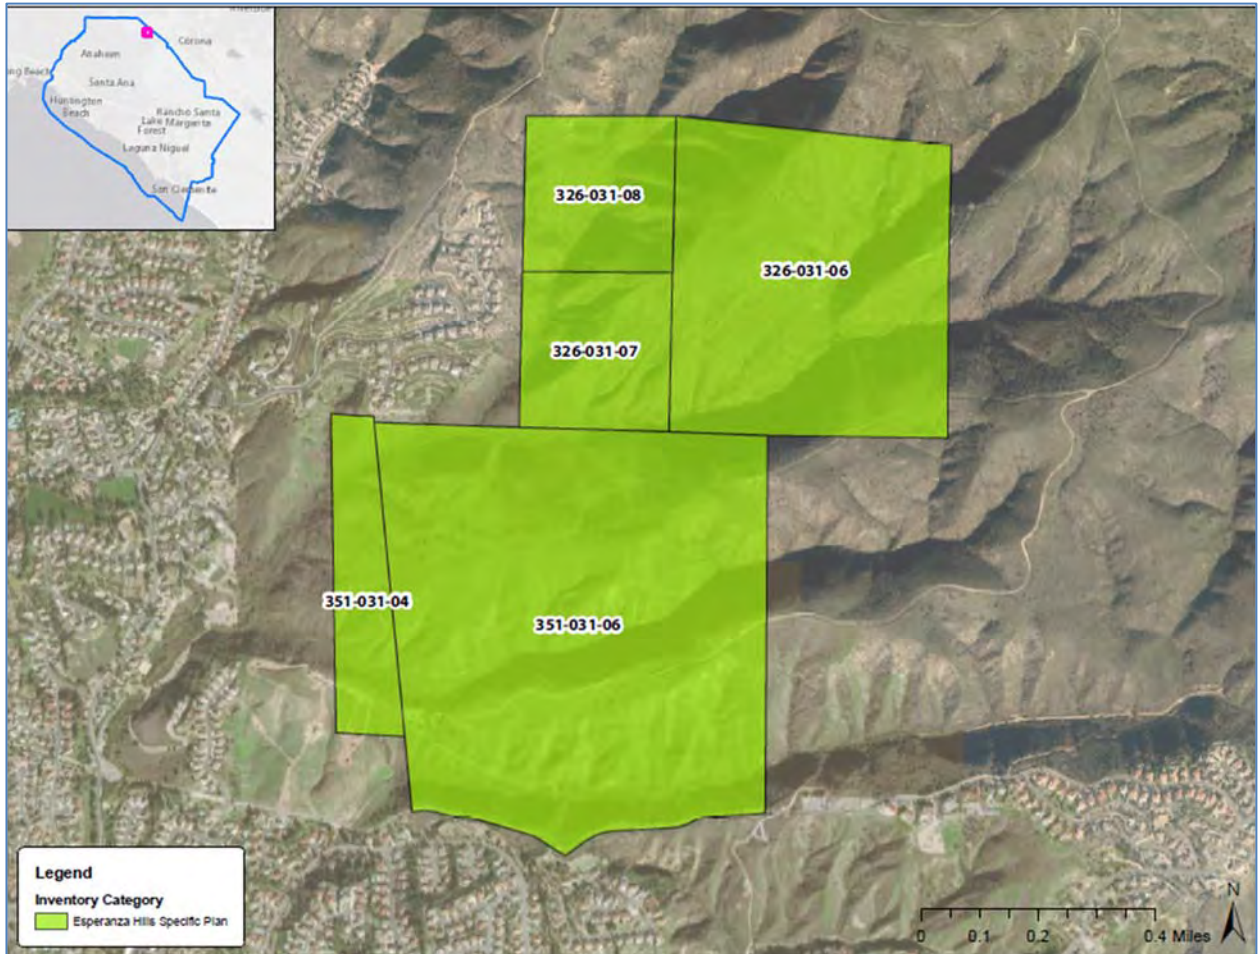 Corona
Anaheim
ng Beach
Santa Ana
Huntington
Beach
Rancho Santa
Lake Margarita
Forest
Laguna Niguel
San Clemente
326-031-08
326-031-06
326-031-07
351-031-04
351-031-06
Legend
Inventory Category
Esperanza Hills Specific Plan
N
0 0.1 0.2 0.4 Miles